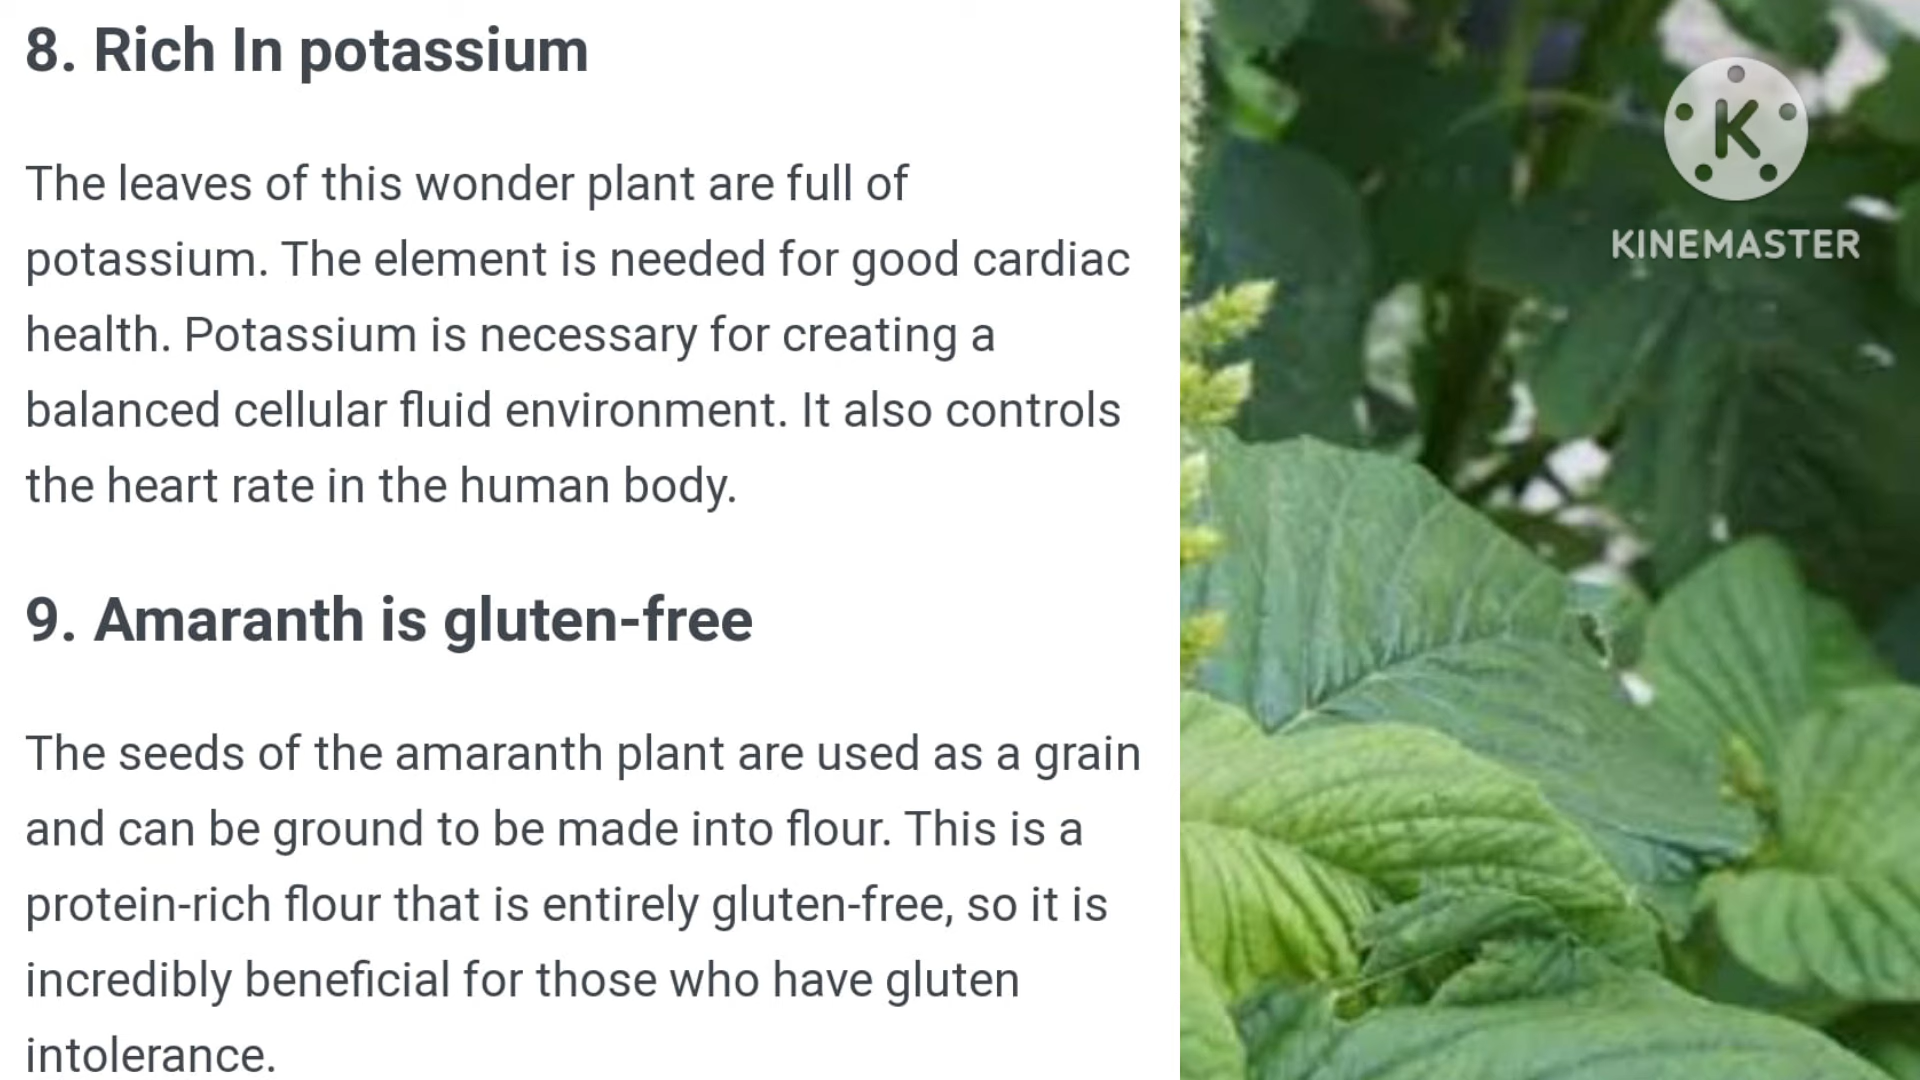 8. Rich In potassium
The leaves of this wonder plant are full of
potassium. The element is needed for good cardiac
health. Potassium is necessary for creating a
balanced cellular fluid environment. It also controls
the heart rate in the human body.
9. Amaranth is gluten-free
The seeds of the amaranth plant are used as a grain
and can be ground to be made into flour. This is a
protein-rich flour that is entirely gluten-free, so it is
incredibly beneficial for those who have gluten
intolerance.
K
KINEMASTER